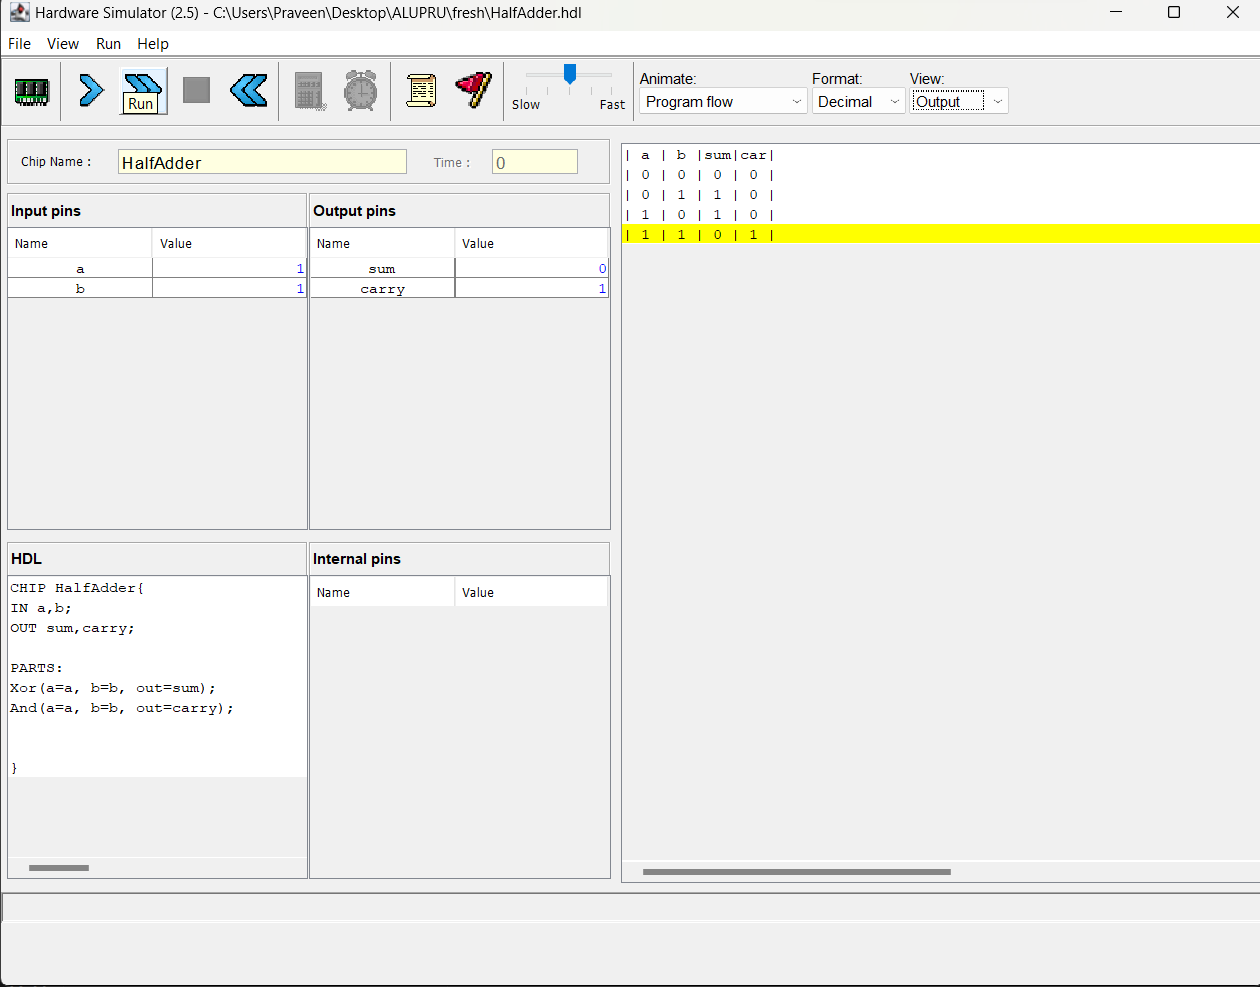 Hardware Simulator (2.5) - C:\Users\Praveen\Desktop\ALUPRU\fresh\HalfAdder.hdl
File View Run Help
Run
Slow Fast
Animate: Format: View:
Program flow Decimal Output
Chip Name : HalfAdder Time : 0
Input pins
Name Value
a 1
b 1
Output pins
Name Value
sum 0
carry 1
| a | b |sum|car|
| 0 | 0 | 0 | 0 |
| 0 | 1 | 1 | 0 |
| 1 | 0 | 1 | 0 |
| 1 | 1 | 0 | 1 |
HDL
CHIP HalfAdder{
IN a,b;
OUT sum,carry;
PARTS:
Xor(a=a, b=b, out=sum);
And(a=a, b=b, out=carry);
}
Internal pins
Name Value